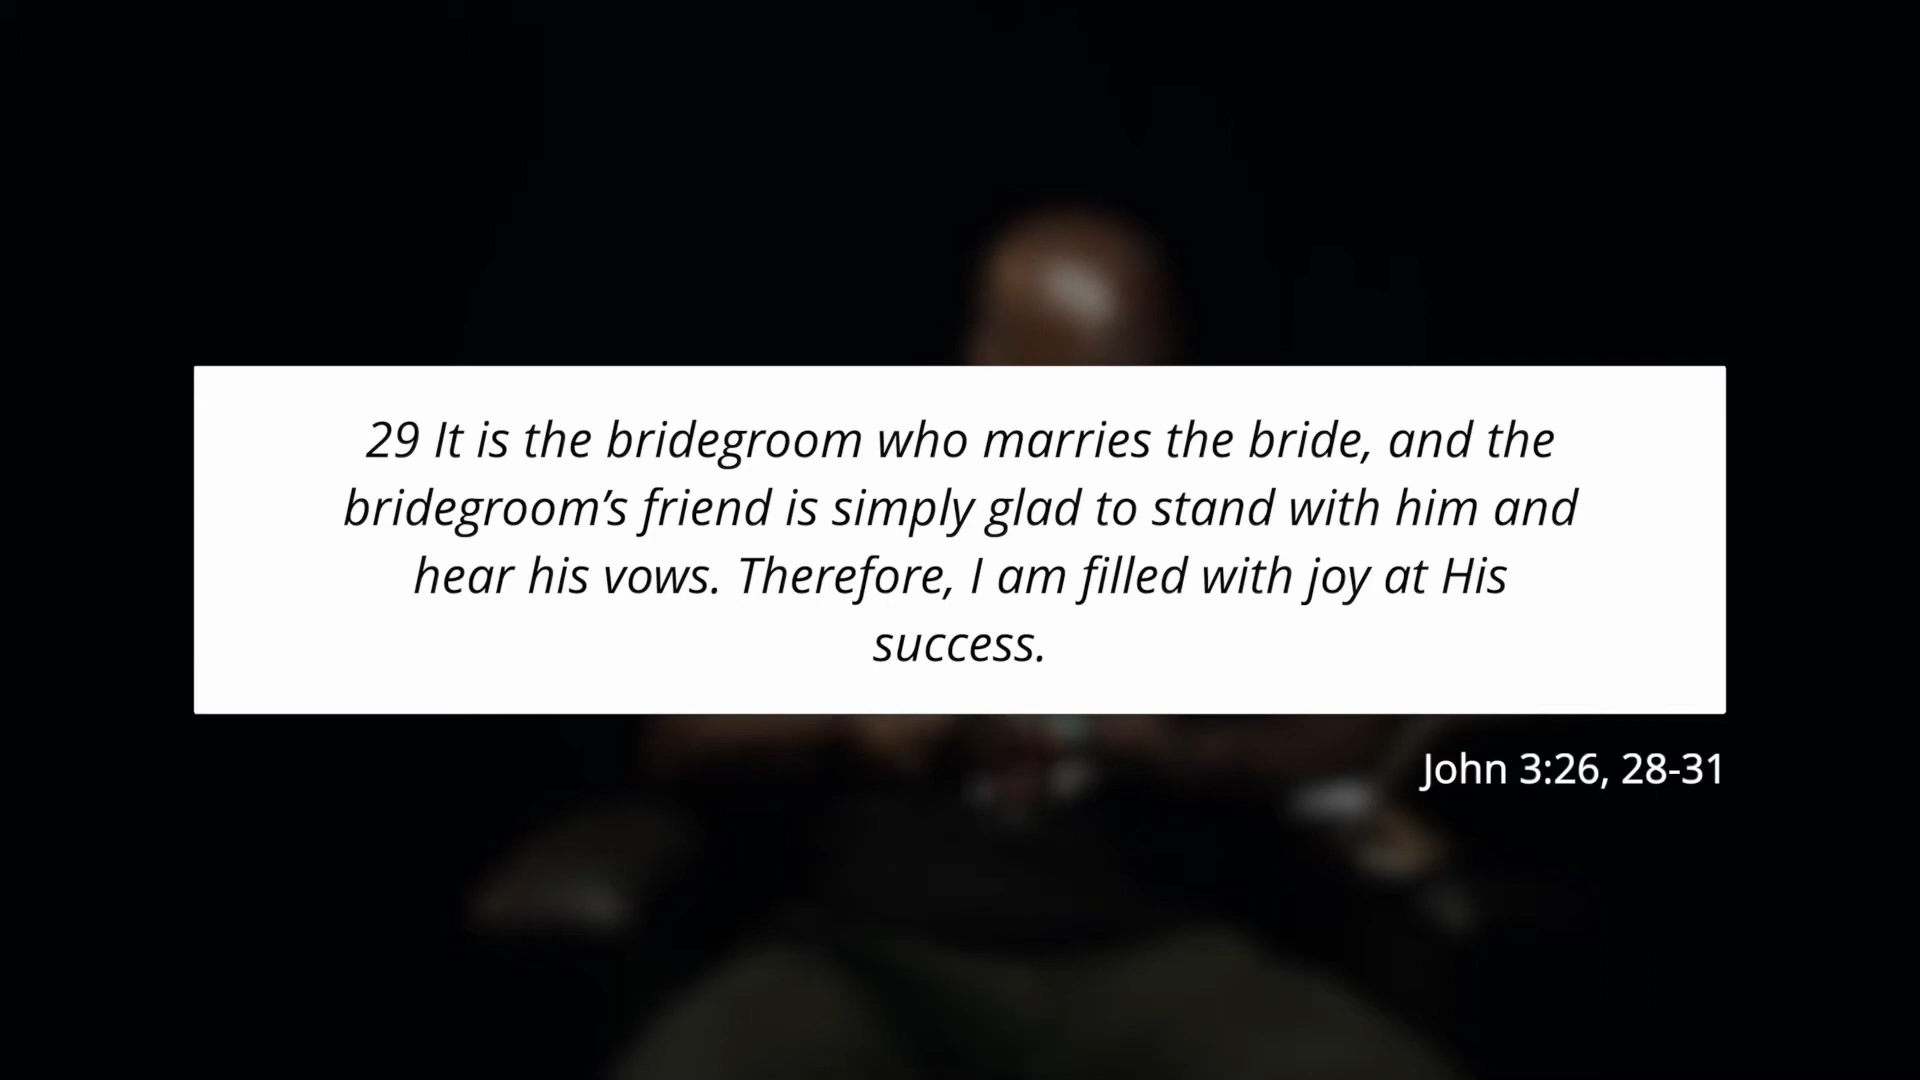 29 It is the bridegroom who marries the bride, and the
bridegroom’s friend is simply glad to stand with him and
hear his vows. Therefore, I am filled with joy at His
success.
John 3:26, 28-31